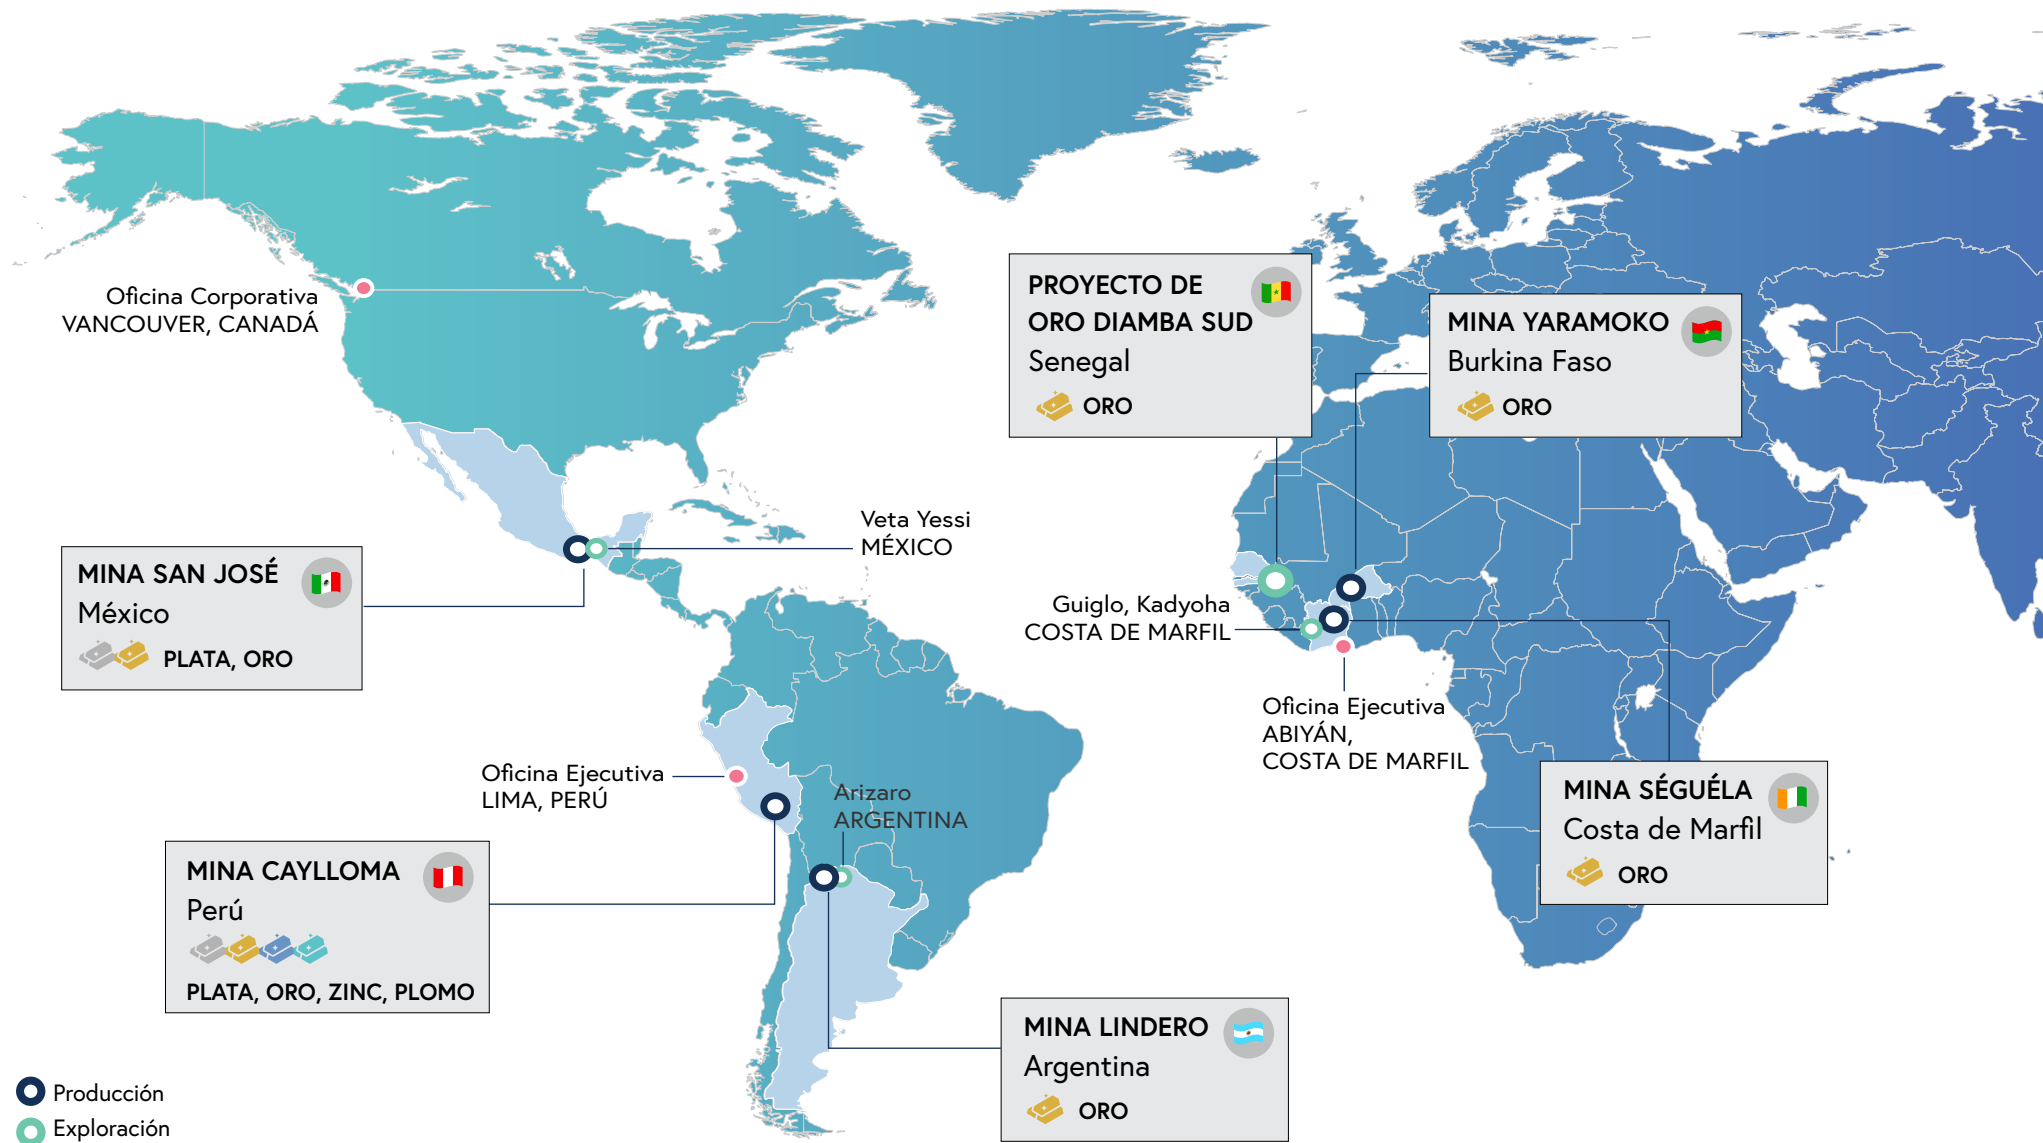 Oficina Corporativa
VANCOUVER, CANADÁ
PROYECTO DE
ORO DIAMBA SUD
Senegal
ORO
MINA YARAMOKO
Burkina Faso
ORO
Veta Yessi
MÉXICO
MINA SAN JOSÉ
México
PLATA, ORO
Guiglo, Kadyoha
COSTA DE MARFIL
Oficina Ejecutiva
ABIYÁN,
COSTA DE MARFIL
Oficina Ejecutiva
LIMA, PERÚ
Arizaro
ARGENTINA
MINA SÉGUÉLA
Costa de Marfil
ORO
MINA CAYLLOMA
Perú
PLATA, ORO, ZINC, PLOMO
MINA LINDERO
Argentina
ORO
Producción
Exploración